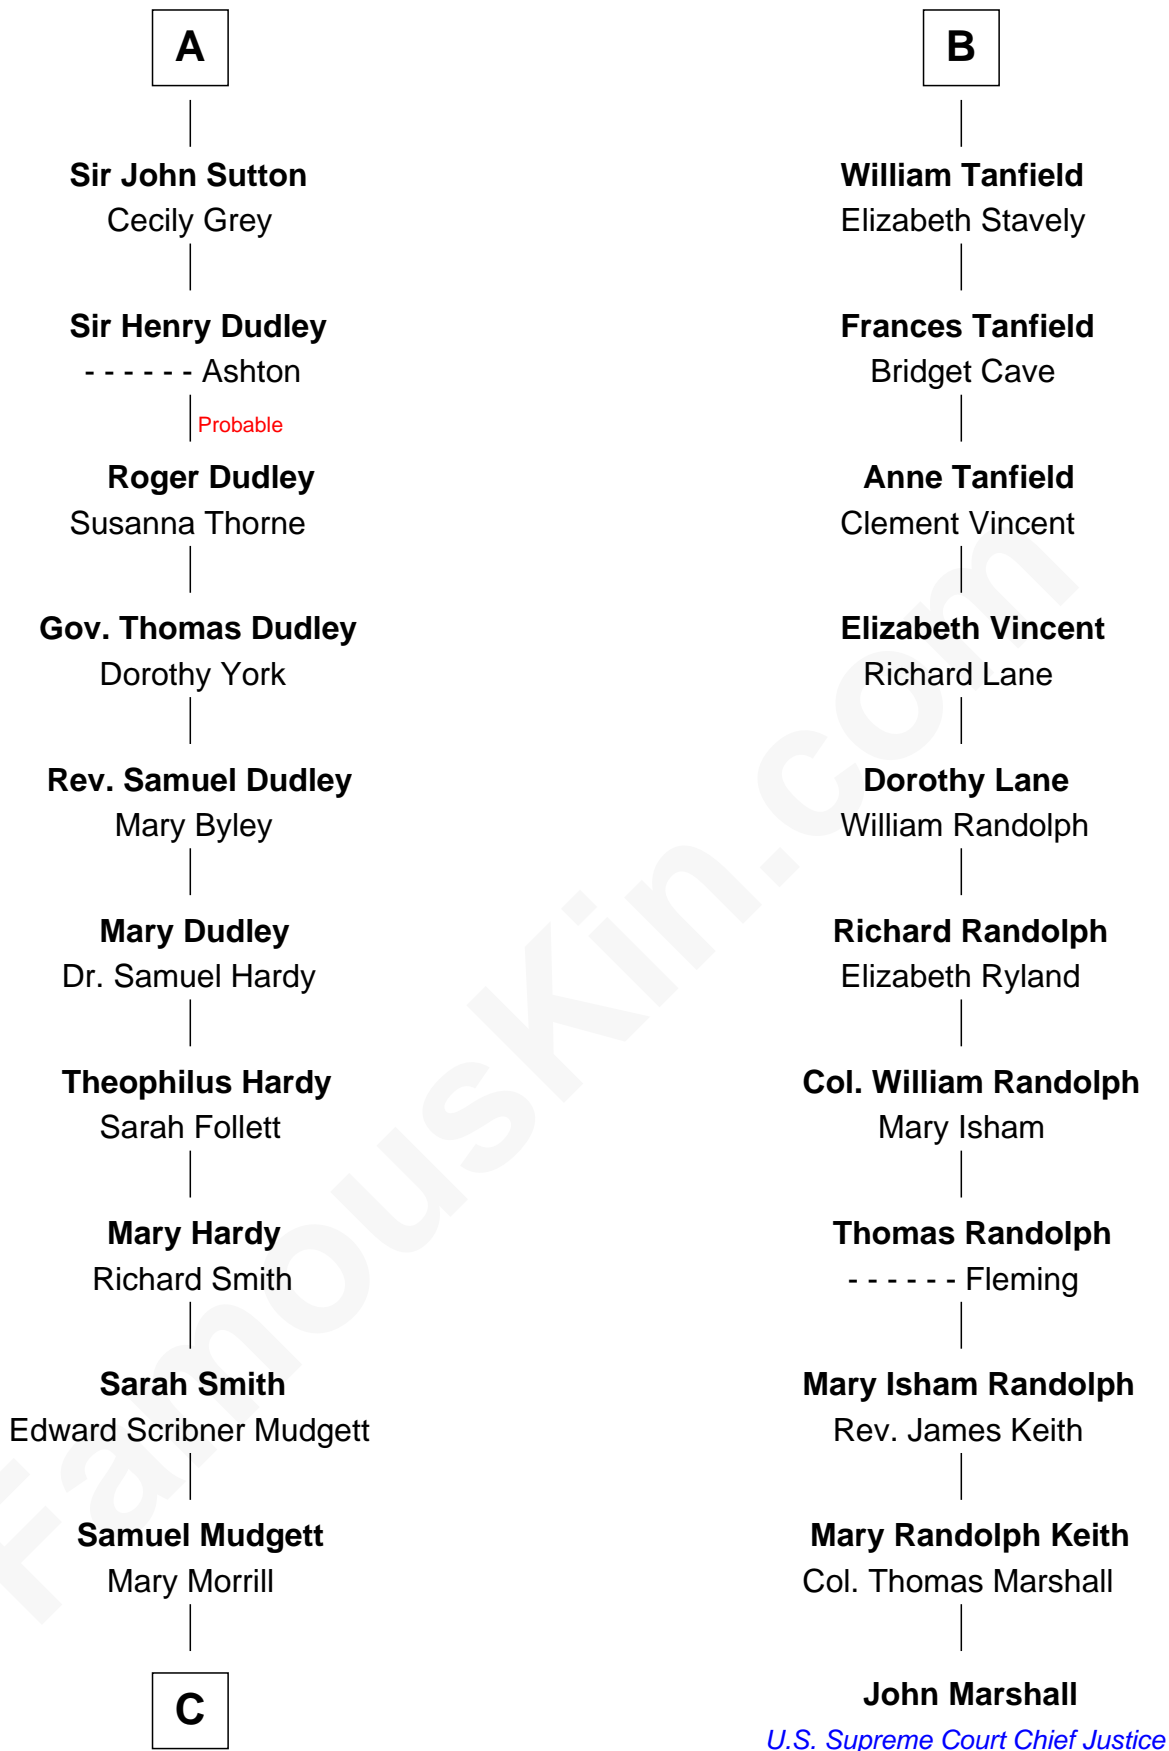 A
Sir John Sutton
Cecily Grey
Sir Henry Dudley
- - - - - - Ashton
Probable
Roger Dudley
Susanna Thorne
Gov. Thomas Dudley
Dorothy York
Rev. Samuel Dudley
Mary Byley
Mary Dudley
Dr. Samuel Hardy
Theophilus Hardy
Sarah Follett
Mary Hardy
Richard Smith
Sarah Smith
Edward Scribner Mudgett
Samuel Mudgett
Mary Morrill
C
B
William Tanfield
Elizabeth Stavely
Frances Tanfield
Bridget Cave
Anne Tanfield
Clement Vincent
Elizabeth Vincent
Richard Lane
Dorothy Lane
William Randolph
Richard Randolph
Elizabeth Ryland
Col. William Randolph
Mary Isham
Thomas Randolph
- - - - - - Fleming
Mary Isham Randolph
Rev. James Keith
Mary Randolph Keith
Col. Thomas Marshall
John Marshall
U.S. Supreme Court Chief Justice
FamousKin.com